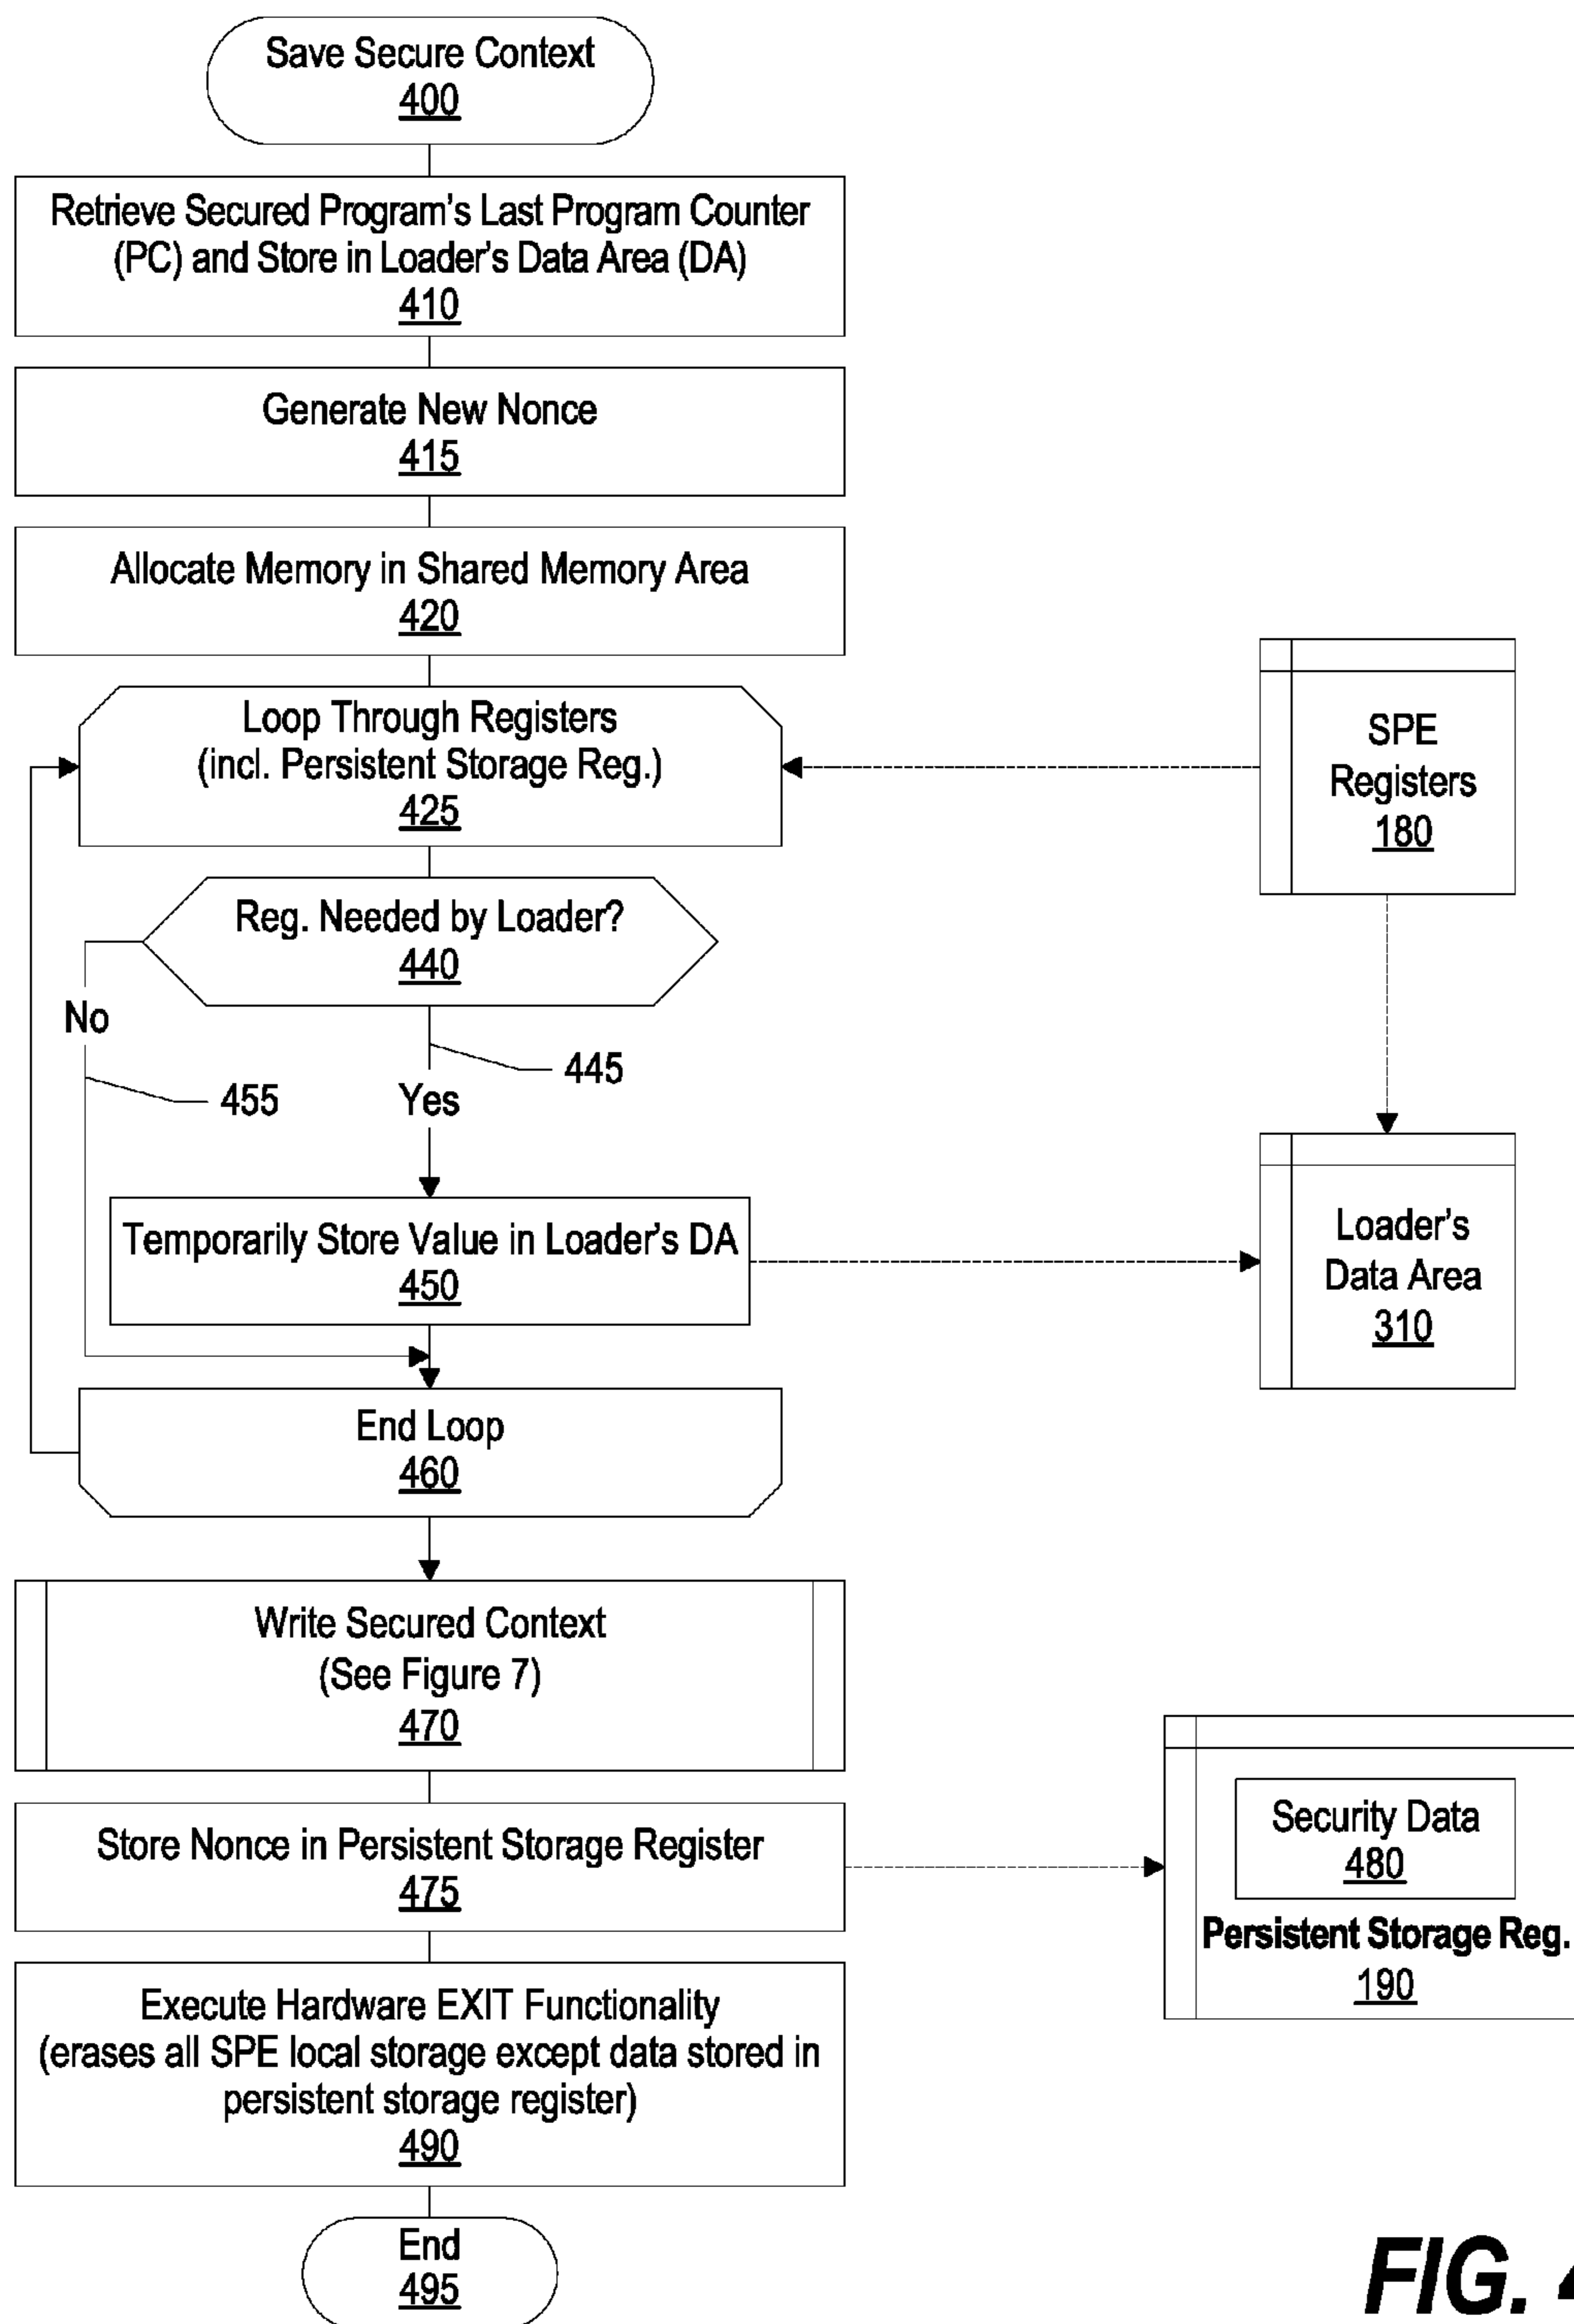 Save Secure Context
400
Retrieve Secured Program's Last Program Counter
(PC) and Store in Loader's Data Area (DA)
410
Generate New Nonce
415
Allocate Memory in Shared Memory Area
420
Loop Through Registers
(incl. Persistent Storage Reg.)
425
SPE
Registers
180
Reg. Needed by Loader?
440
No
445
455
Yes
Temporarily Store Value in Loader's DA
450
Loader's
Data Area
310
End Loop
460
Write Secured Context
(See Figure 7)
470
Store Nonce in Persistent Storage Register
475
Security Data
480
Persistent Storage Reg.
190
Execute Hardware EXIT Functionality
(erases all SPE local storage except data stored in
persistent storage register)
490
End
495
FIG. 4